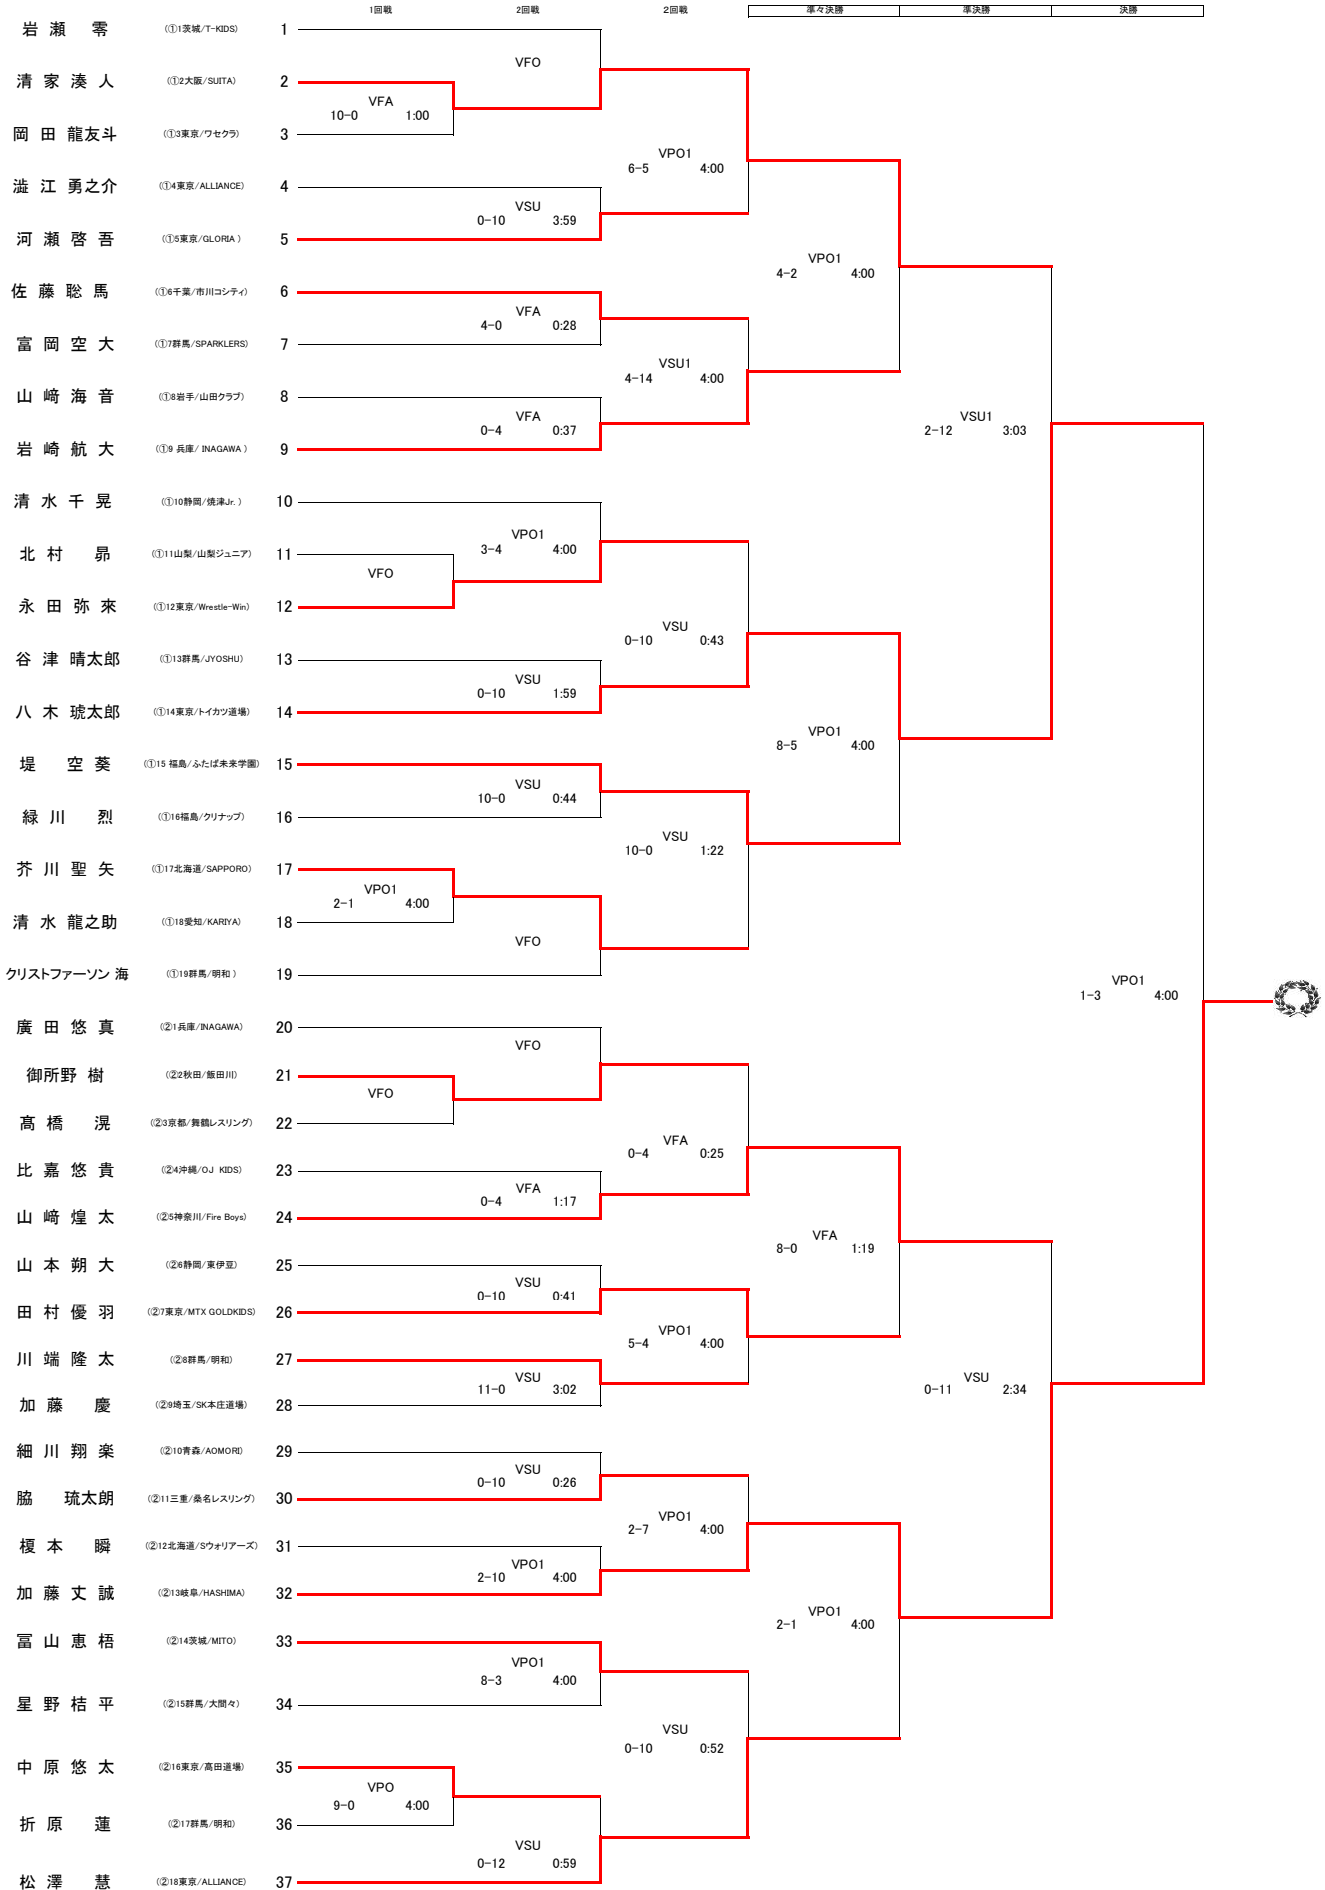 1回戦 2回戦 2回戦 準々決勝 準決勝 決勝
岩瀬 零 (①1茨城/T-KIDS) 1
VFO
清家湊人 (①2大阪/SUITA) 2
VFA
10-0 1:00
岡田龍友斗 (①3東京/ワセクラ) 3
VPO1
6-5 4:00
澁江勇之介 (①4東京/ALLIANCE) 4
VSU
0-10 3:59
河瀬啓吾 (①5東京/GLORIA ) 5
VPO1
4-2 4:00
佐藤聡馬 (①6千葉/市川コシティ) 6
VFA
4-0 0:28
富岡空大 (①7群馬/SPARKLERS) 7
VSU1
4-14 4:00
山﨑海音 (①8岩手/山田クラブ) 8
VFA
0-4 0:37
VSU1
2-12 3:03
岩崎航大 (①9 兵庫/ INAGAWA ) 9
清水千晃 (①10静岡/焼津Jr. ) 10
VPO1
3-4 4:00
北村 昴 (①11山梨/山梨ジュニア) 11
VFO
永田弥來 (①12東京/Wrestle-Win) 12
VSU
0-10 0:43
谷津晴太郎 (①13群馬/JYOSHU) 13
VSU
0-10 1:59
八木琥太郎 (①14東京/トイカツ道場) 14
VPO1
8-5 4:00
堤 空葵 (①15 福島/ふたば未来学園) 15
VSU
10-0 0:44
緑川 烈 (①16福島/クリナップ) 16
VSU
10-0 1:22
芥川聖矢 (①17北海道/SAPPORO) 17
VPO1
2-1 4:00
清水龍之助 (①18愛知/KARIYA) 18
VFO
クリストファーソン 海 (①19群馬/明和 ) 19
VPO1
1-3 4:00
廣田悠真 (②1兵庫/INAGAWA) 20
VFO
御所野 樹 (②2秋田/飯田川) 21
VFO
髙橋 滉 (②3京都/舞鶴レスリング) 22
VFA
0-4 0:25
比嘉悠貴 (②4沖縄/OJ KIDS) 23
VFA
0-4 1:17
山﨑煌太 (②5神奈川/Fire Boys) 24
VFA
8-0 1:19
山本朔大 (②6静岡/東伊豆) 25
VSU
0-10 0:41
田村優羽 (②7東京/MTX GOLDKIDS) 26
VPO1
5-4 4:00
川端隆太 (②8群馬/明和) 27
VSU
11-0 3:02
VSU
0-11 2:34
加藤 慶 (②9埼玉/SK本庄道場) 28
細川翔楽 (②10青森/AOMORI) 29
VSU
0-10 0:26
脇 琉太朗 (②11三重/桑名レスリング) 30
VPO1
2-7 4:00
榎本 瞬 (②12北海道/Sウォリアーズ) 31
VPO1
2-10 4:00
加藤丈誠 (②13岐阜/HASHIMA) 32
VPO1
2-1 4:00
冨山恵梧 (②14茨城/MITO) 33
VPO1
8-3 4:00
星野桔平 (②15群馬/大間々) 34
VSU
0-10 0:52
中原悠太 (②16東京/高田道場) 35
VPO
9-0 4:00
折原 蓮 (②17群馬/明和) 36
VSU
0-12 0:59
松澤 慧 (②18東京/ALLIANCE) 37